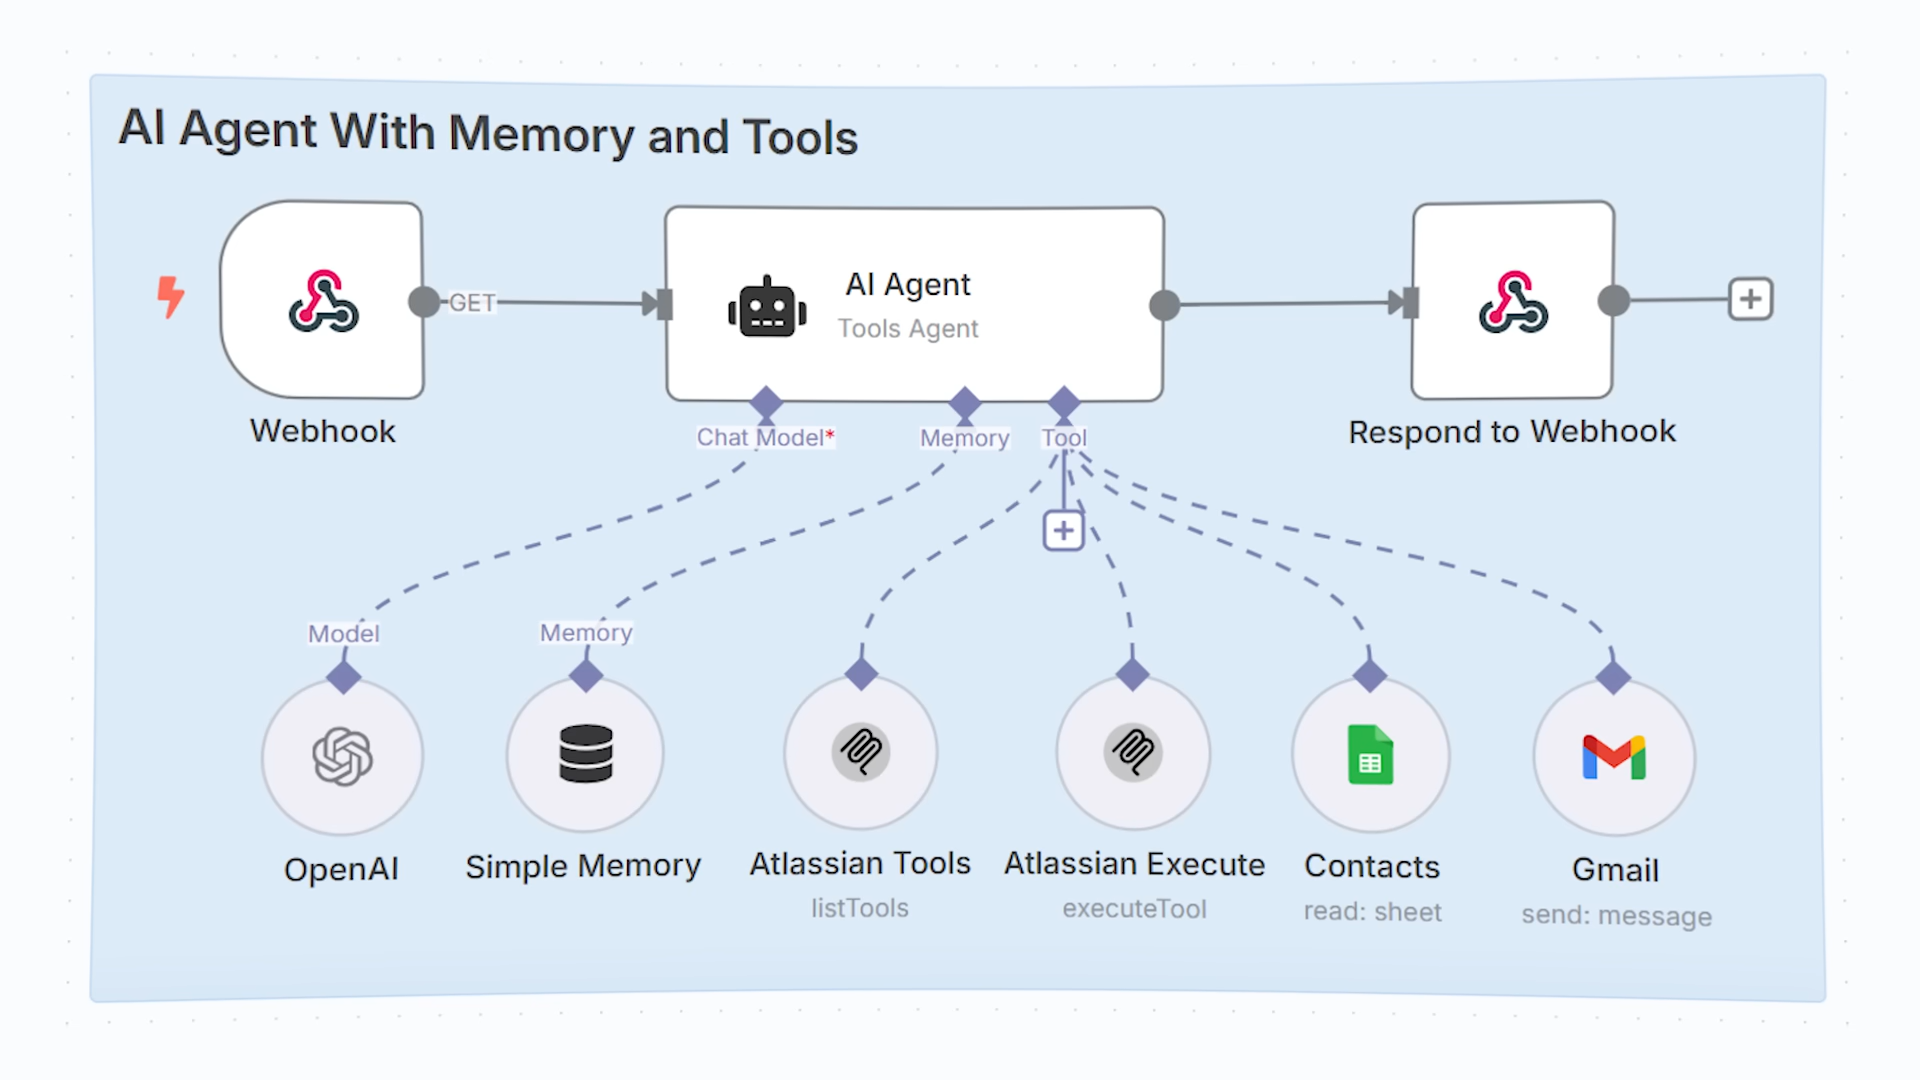 AI Agent With Memory and Tools
GET
AI Agent
Tools Agent
Webhook
Chat Model*
Memory
Tool
Respond to Webhook
Model
Memory
OpenAI
Simple Memory
Atlassian Tools
listTools
Atlassian Execute
executeTool
Contacts
read: sheet
Gmail
send: message